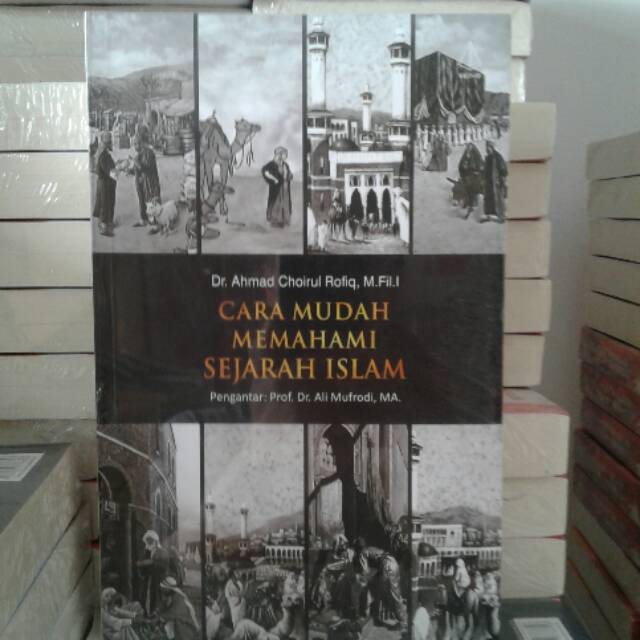 Dr. Ahmad Choirul Rofiq, M.Fil.I
CARA MUDAH
MEMAHAMI
SEJARAH ISLAM
Pengantar: Prof. Dr. Ali Mufrodi, MA.